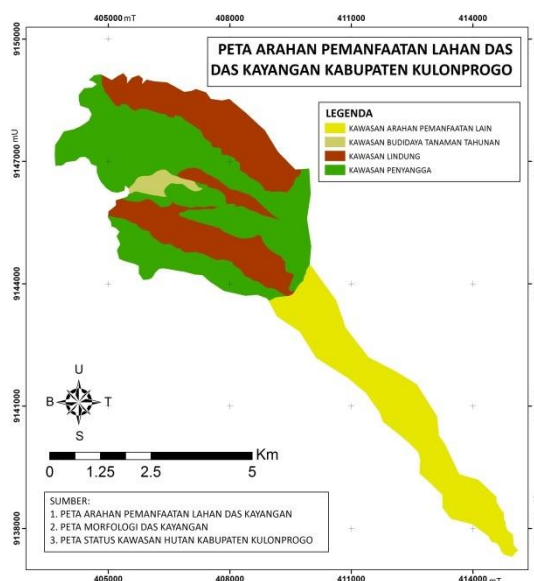 405000 mT
408000
411000
414000
9150000
PETA ARAHAN PEMANFAATAN LAHAN DAS
DAS KAYANGAN KABUPATEN KULONPROGO
LEGENDA
KAWASAN ARAHAN PEMANFAATAN LAIN
KAWASAN BUDIDAYA TANAMAN TAHUNAN
KAWASAN LINDUNG
KAWASAN PENYANGGA
9147000 mU
9144000
9141000
9138000
U
B T
S
Km
0 1.25 2.5 5
SUMBER:
1. PETA ARAHAN PEMANFAATAN LAHAN DAS KAYANGAN
2. PETA MORFOLOGI DAS KAYANGAN
3. PETA STATUS KAWASAN HUTAN KABUPATEN KULONPROGO
405000
408000
411000 mT
414000